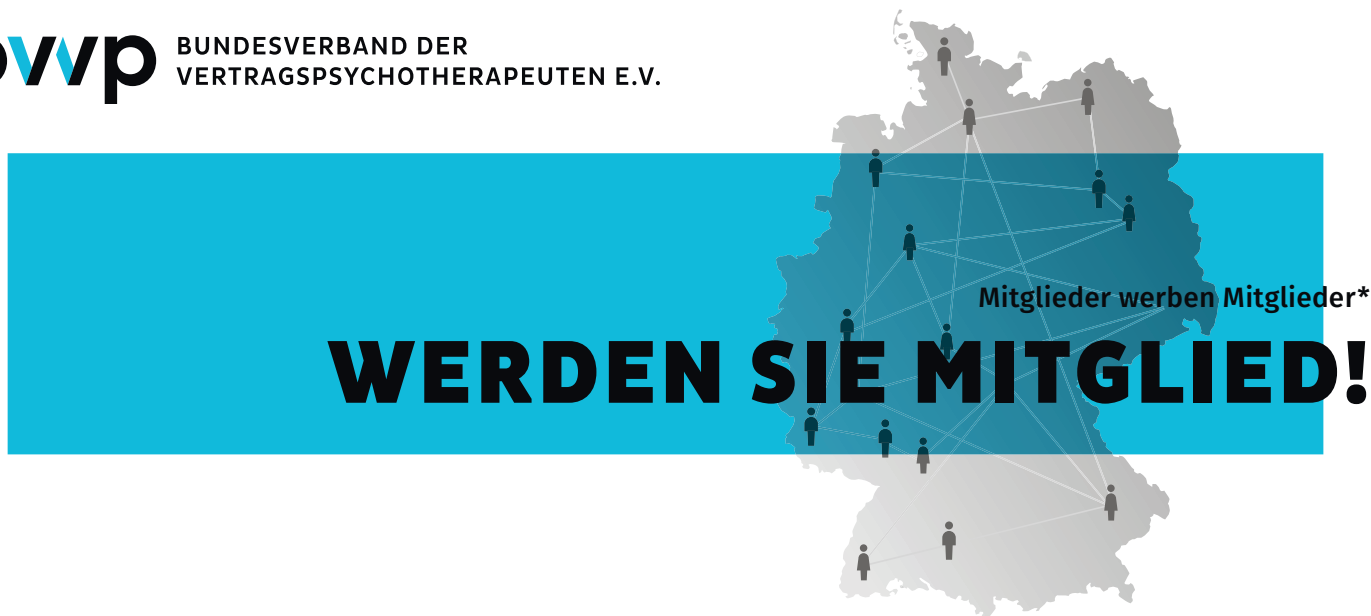 bvvp BUNDESVERBAND DER
VERTRAGSPSYCHOTHERAPEUTEN E.V.
Mitglieder werben Mitglieder*
WERDEN SIE MITGLIED!